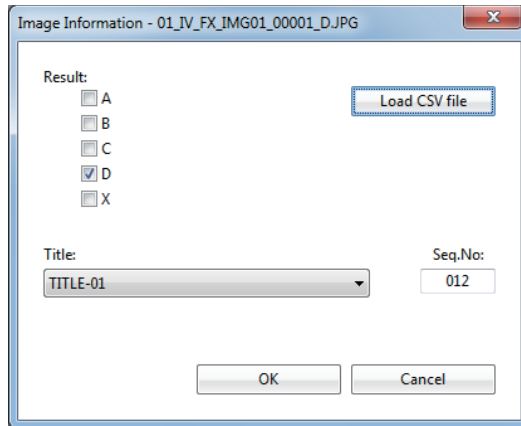 Image Information - 01_IV_FX_IMG01_00001_D.JPG
Result:
A
Load CSV file
B
C
D
X
Title:
Seq.No:
TITLE-01
012
OK
Cancel